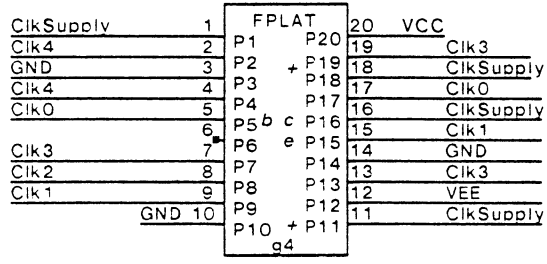 FPLAT
ClkSupply 1 P1 P20 20 VCC
Clk4 2 P2 + P19 19 Clk3
GND 3 P3 P18 18 ClkSupply
Clk4 4 P4 P17 17 Clk0
Clk0 5 P5 b c P16 16 ClkSupply
6 P6 e P15 15 Clk1
Clk3 7 P7 P14 14 GND
Clk2 8 P8 P13 13 Clk3
Clk1 9 P9 P12 12 VEE
GND 10 P10 + P11 11 ClkSupply
g4